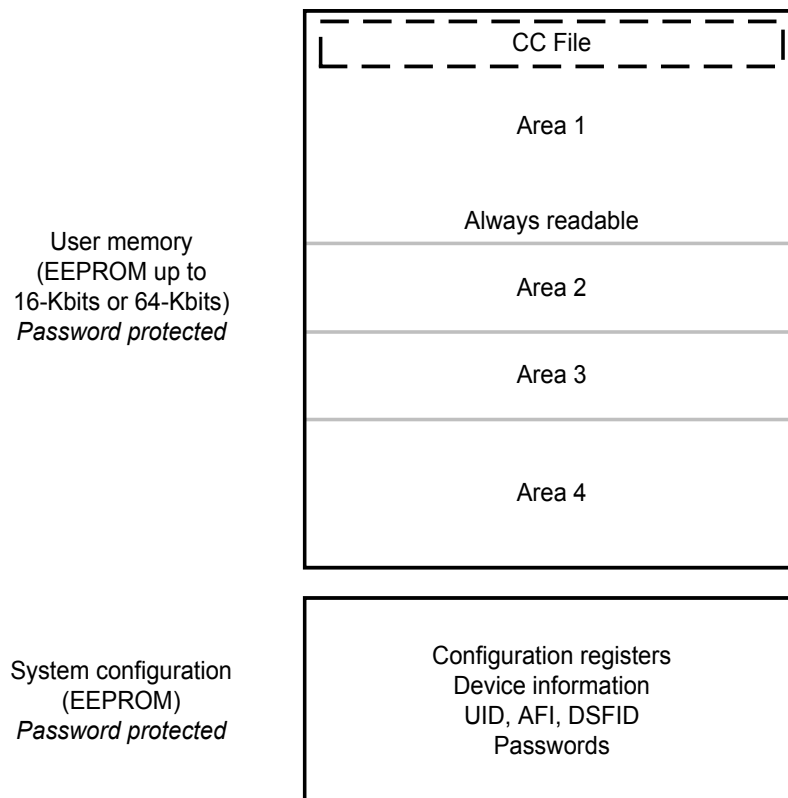 CC File
Area 1
Always readable
User memory
(EEPROM up to
16-Kbits or 64-Kbits)
Password protected
Area 2
Area 3
Area 4
System configuration
(EEPROM)
Password protected
Configuration registers
Device information
UID, AFI, DSFID
Passwords